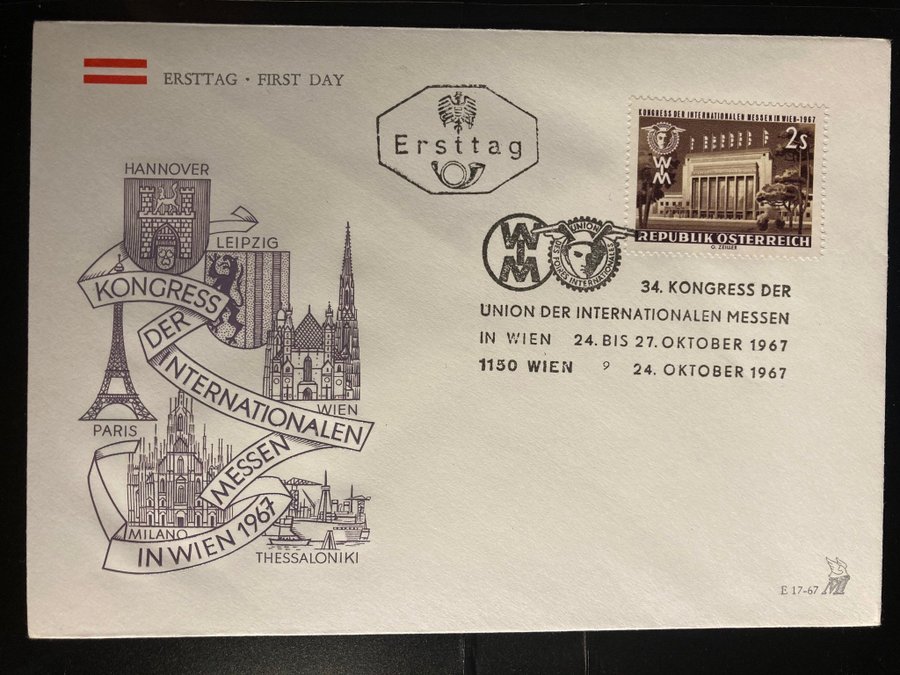 ERSTTAG · FIRST DAY
Ersttag
KONGRESS DER INTERNATIONALEN MESSEN IN WIEN·1967
2s
WIM
REPUBLIK ÖSTERREICH
G. ZEILER
WIM
UNION
DES FOIRES INTERNATIONALES
34. KONGRESS DER
UNION DER INTERNATIONALEN MESSEN
IN WIEN 24. BIS 27. OKTOBER 1967
1150 WIEN 9 24. OKTOBER 1967
HANNOVER
LEIPZIG
KONGRESS
DER
INTERNATIONALEN
MESSEN
IN WIEN 1967
WIEN
PARIS
MILANO
THESSALONIKI
E 17-67
M